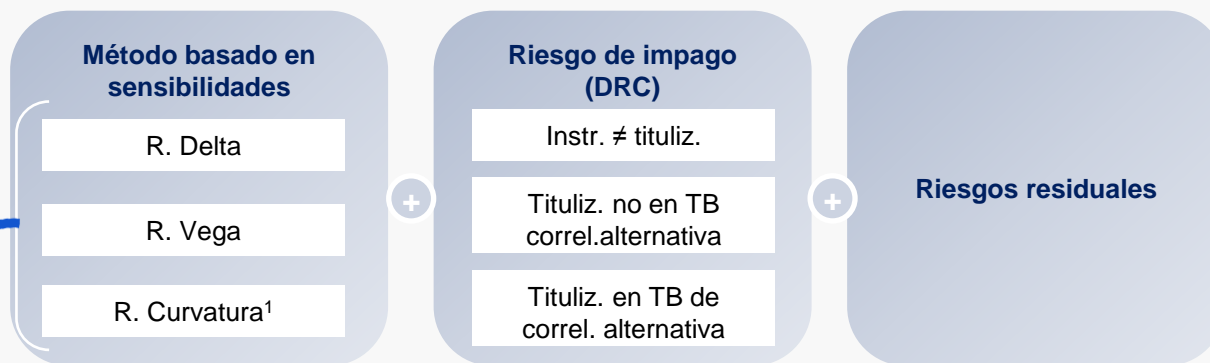 Método basado en
sensibilidades
R. Delta
R. Vega
R. Curvatura¹
+
Riesgo de impago
(DRC)
Instr. ≠ tituliz.
Tituliz. no en TB
correl.alternativa
Tituliz. en TB de
correl. alternativa
+
Riesgos residuales